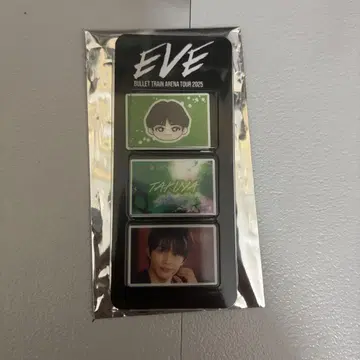 EVE
BULLET TRAIN ARENA TOUR 2025
TAKUYA